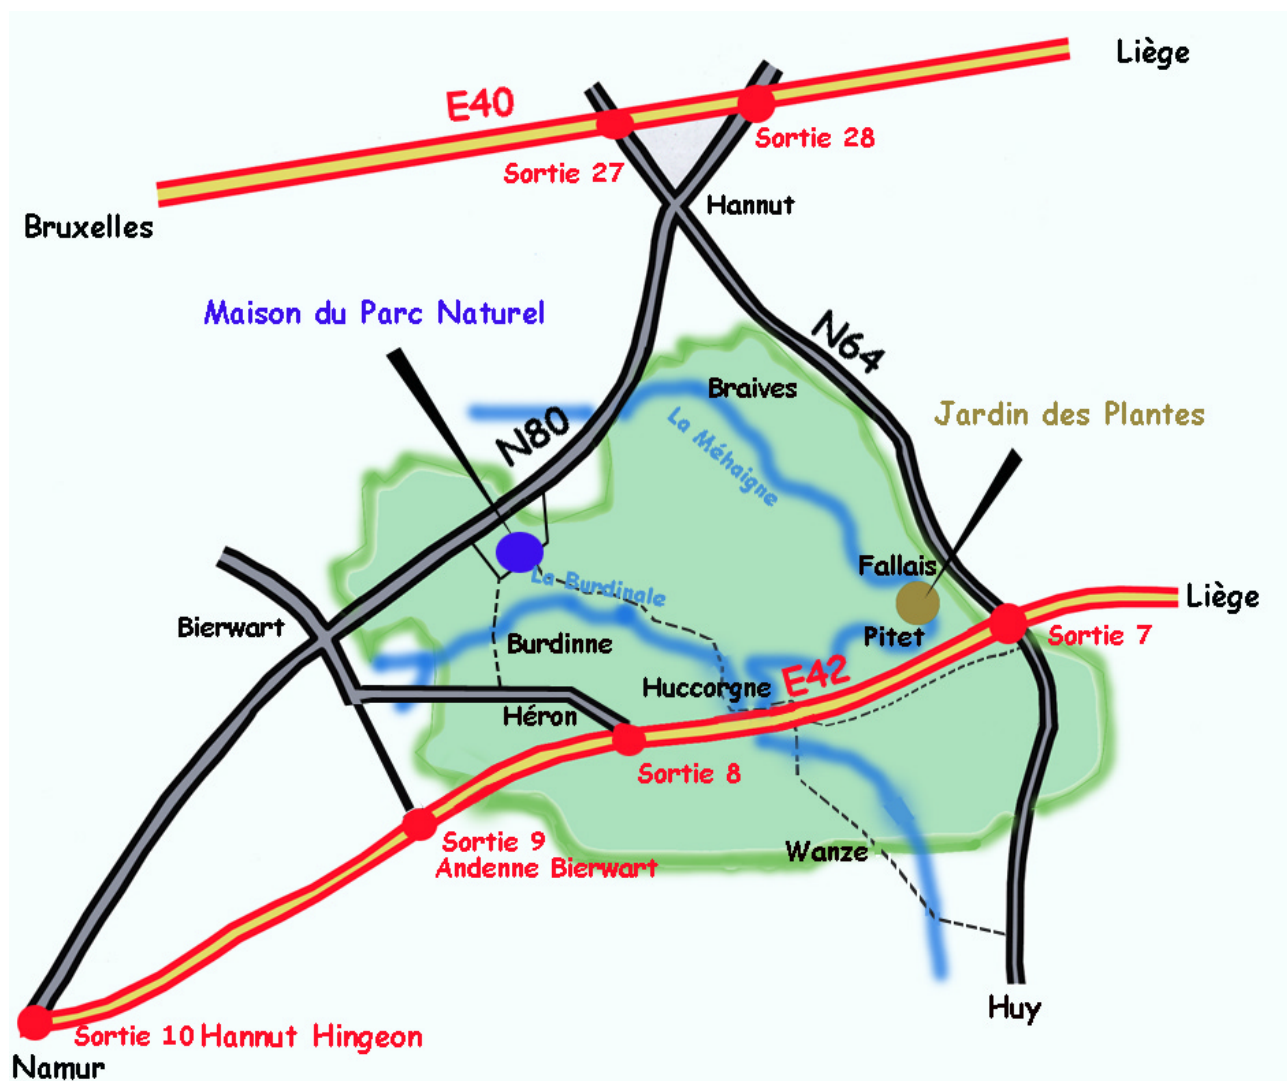 Liège
E40
Sortie 28
Sortie 27
Hannut
Bruxelles
Maison du Parc Naturel
N64
Braives
Jardin des Plantes
N80
La Méhaigne
Fallais
La Burdinale
Liège
Bierwart
Burdinne
Pitet
Sortie 7
Huccorgne
E42
Héron
Sortie 8
Sortie 9
Andenne Bierwart
Wanze
Huy
Sortie 10 Hannut Hingeon
Namur